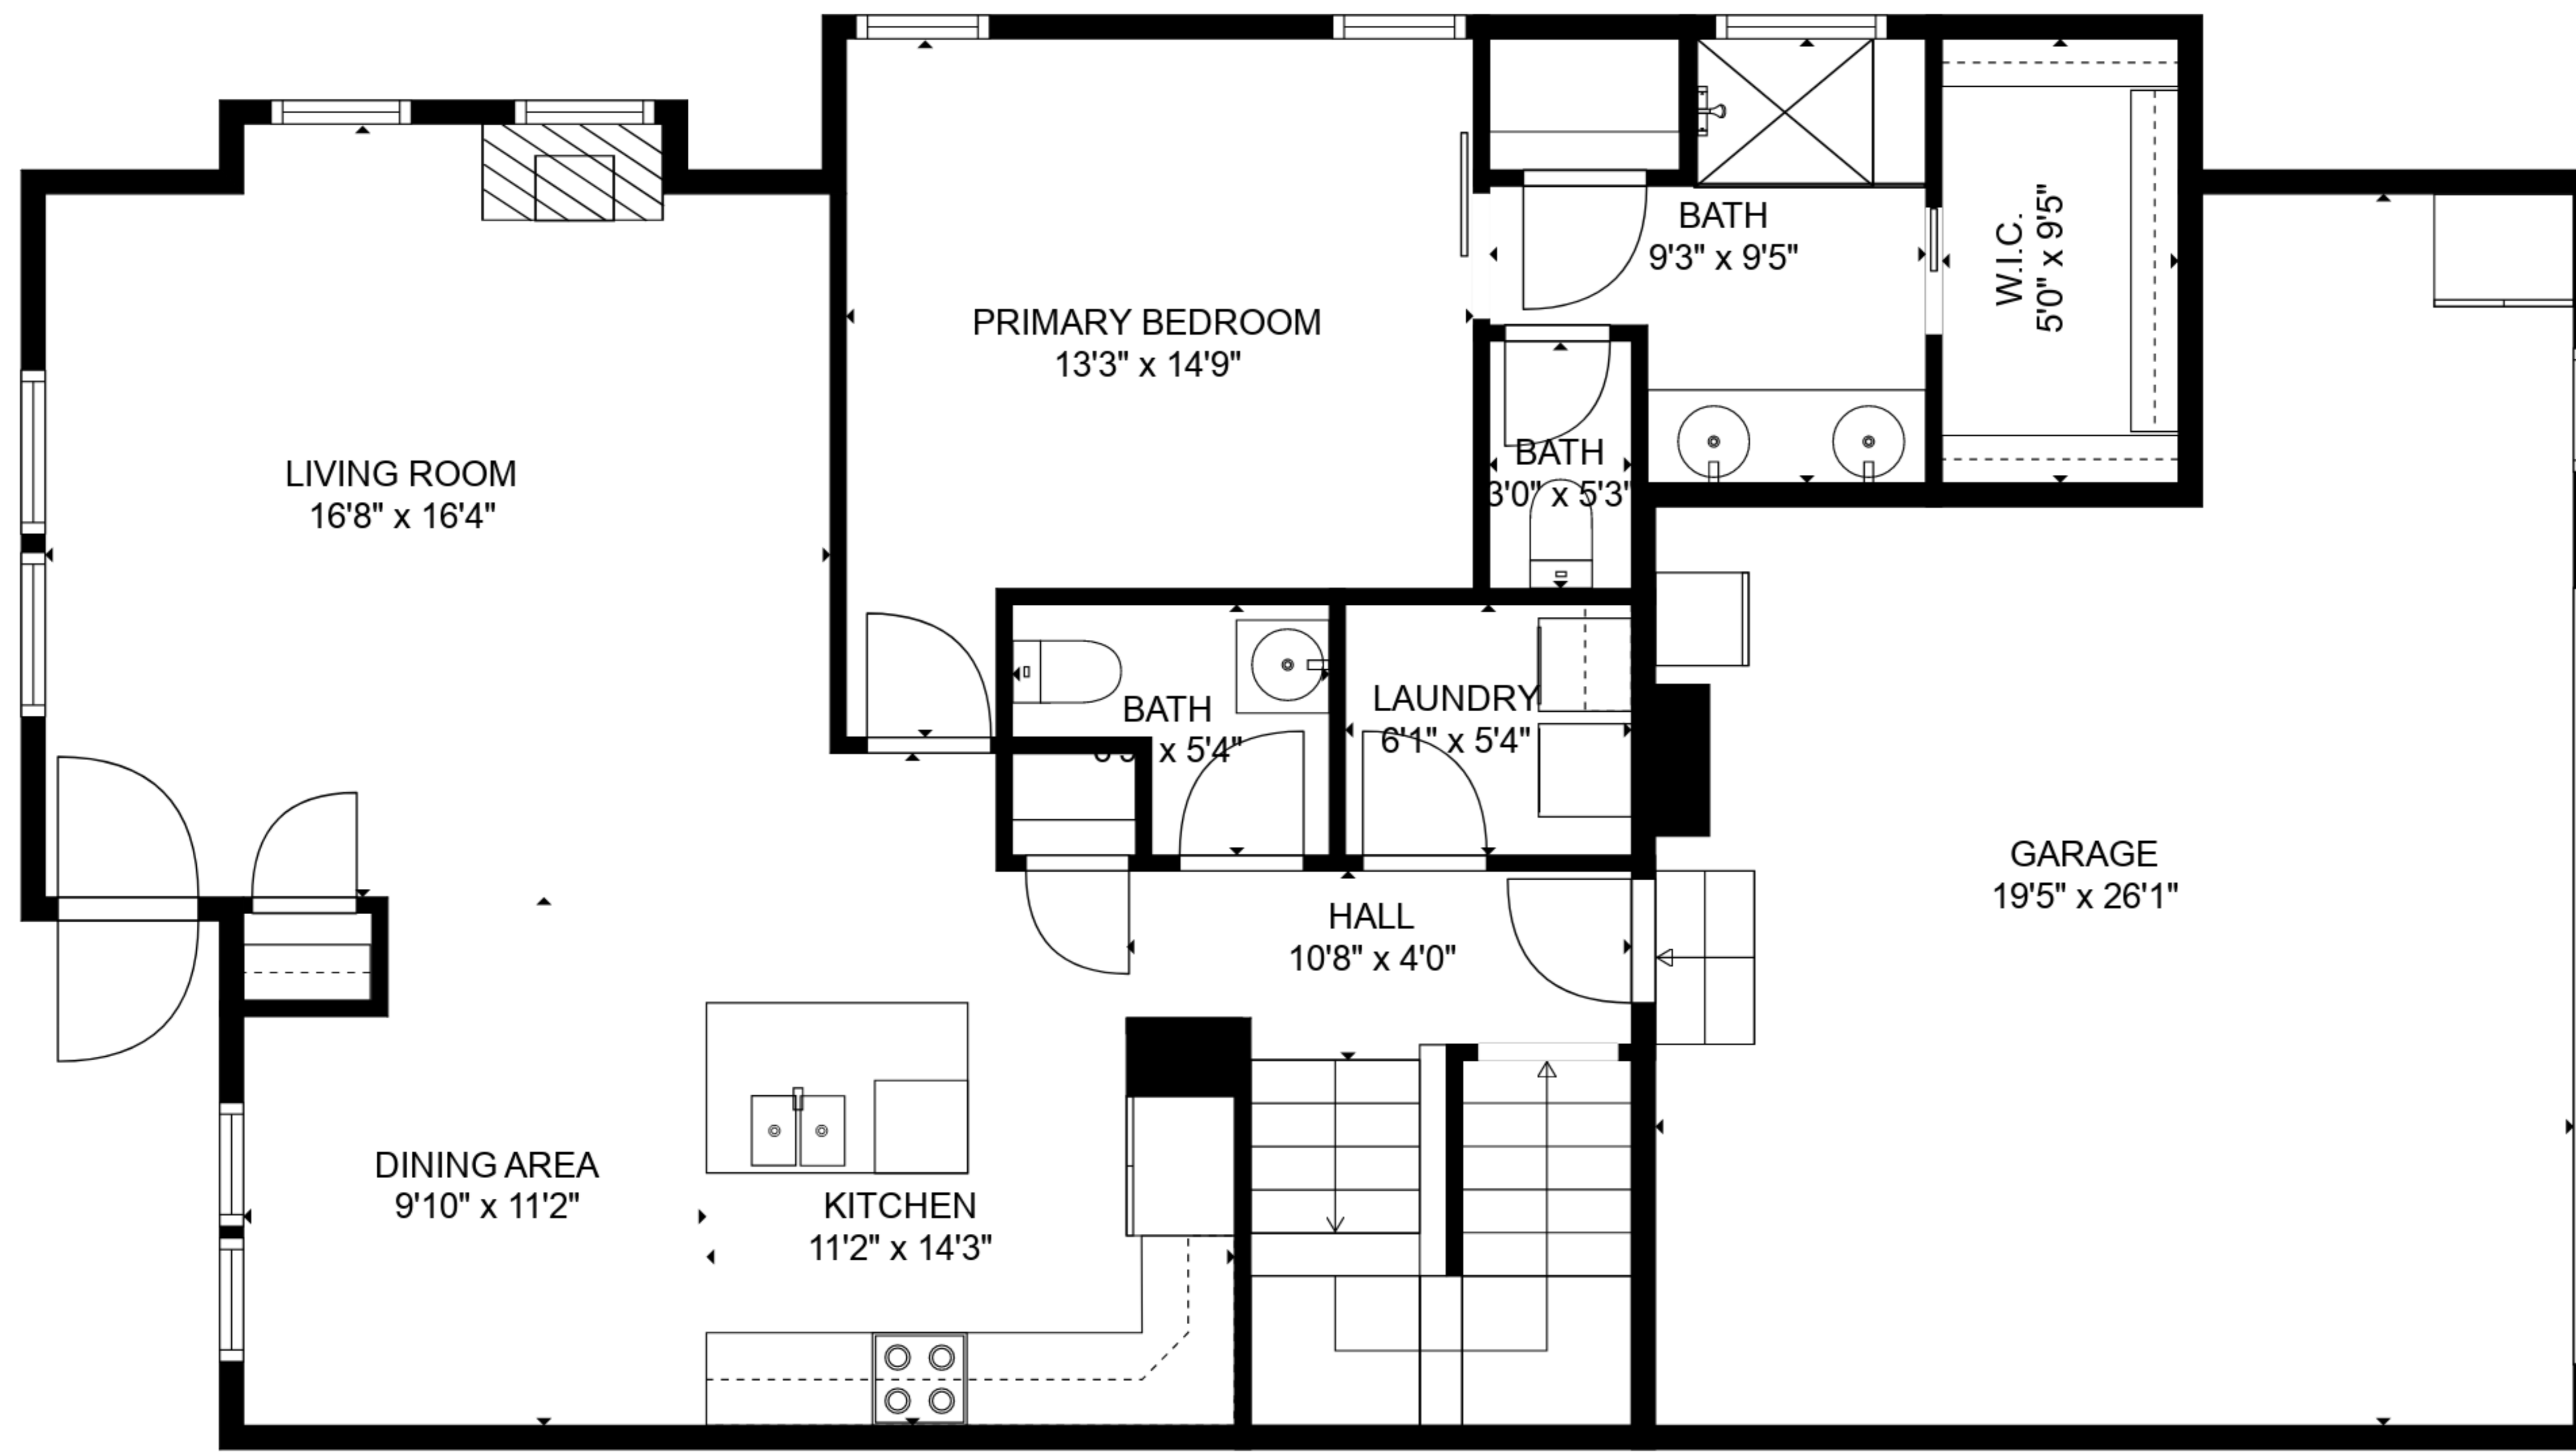 PRIMARY BEDROOM
13'3" x 14'9"
BATH
9'3" x 9'5"
W.I.C.
5'0" x 9'5"
LIVING ROOM
16'8" x 16'4"
BATH
3'0" x 5'3"
BATH
x 5'4"
LAUNDRY
6'1" x 5'4"
GARAGE
19'5" x 26'1"
HALL
10'8" x 4'0"
DINING AREA
9'10" x 11'2"
KITCHEN
11'2" x 14'3"